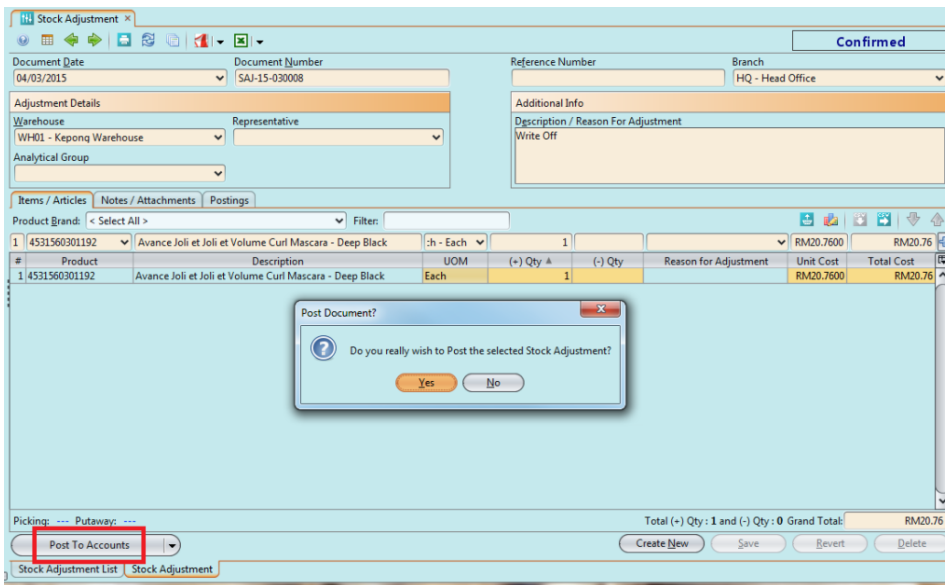 Stock Adjustment ×
Confirmed
Document Date Document Number Reference Number Branch
04/03/2015 SAJ-15-030008 HQ - Head Office
Adjustment Details Additional Info
Warehouse Representative Description / Reason For Adjustment
WH01 - Kepong Warehouse Write Off
Analytical Group
Items / Articles Notes / Attachments Postings
Product Brand: < Select All > Filter:
1 4531560301192 Avance Joli et Joli et Volume Curl Mascara - Deep Black :h - Each 1 RM20.7600 RM20.76
# Product Description UOM (+) Qty (-) Qty Reason for Adjustment Unit Cost Total Cost
1 4531560301192 Avance Joli et Joli et Volume Curl Mascara - Deep Black Each 1 RM20.7600 RM20.76
Post Document?
Do you really wish to Post the selected Stock Adjustment?
Yes No
Picking: --- Putaway: --- Total (+) Qty : 1 and (-) Qty : 0 Grand Total: RM20.76
Post To Accounts Create New Save Revert Delete
Stock Adjustment List Stock Adjustment